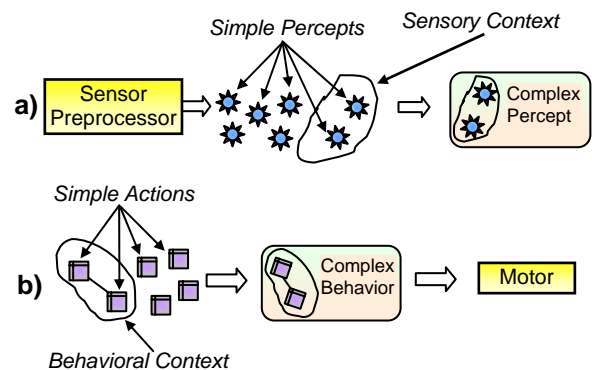 Simple Percepts
Sensory Context
a)
Sensor
Preprocessor
Complex
Percept
Simple Actions
b)
Complex
Behavior
Motor
Behavioral Context